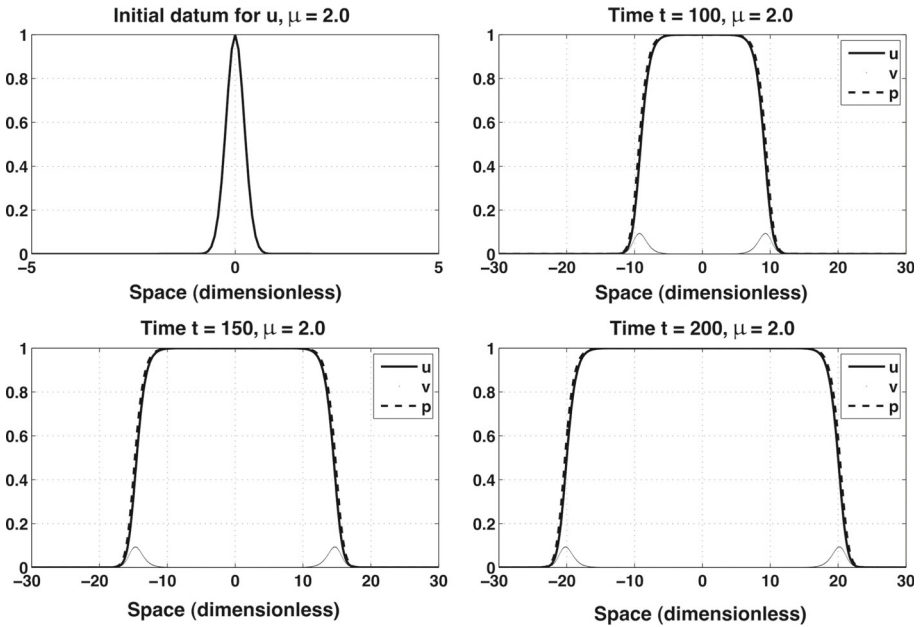 Initial datum for u, μ = 2.0
1
0.8
0.6
0.4
0.2
0
−5
0
5
Space (dimensionless)
Time t = 100, μ = 2.0
1
0.8
0.6
0.4
0.2
0
−30
−20
−10
0
10
20
30
Space (dimensionless)
u
v
p
Time t = 150, μ = 2.0
1
0.8
0.6
0.4
0.2
0
−30
−20
−10
0
10
20
30
Space (dimensionless)
u
v
p
Time t = 200, μ = 2.0
1
0.8
0.6
0.4
0.2
0
−30
−20
−10
0
10
20
30
Space (dimensionless)
u
v
p